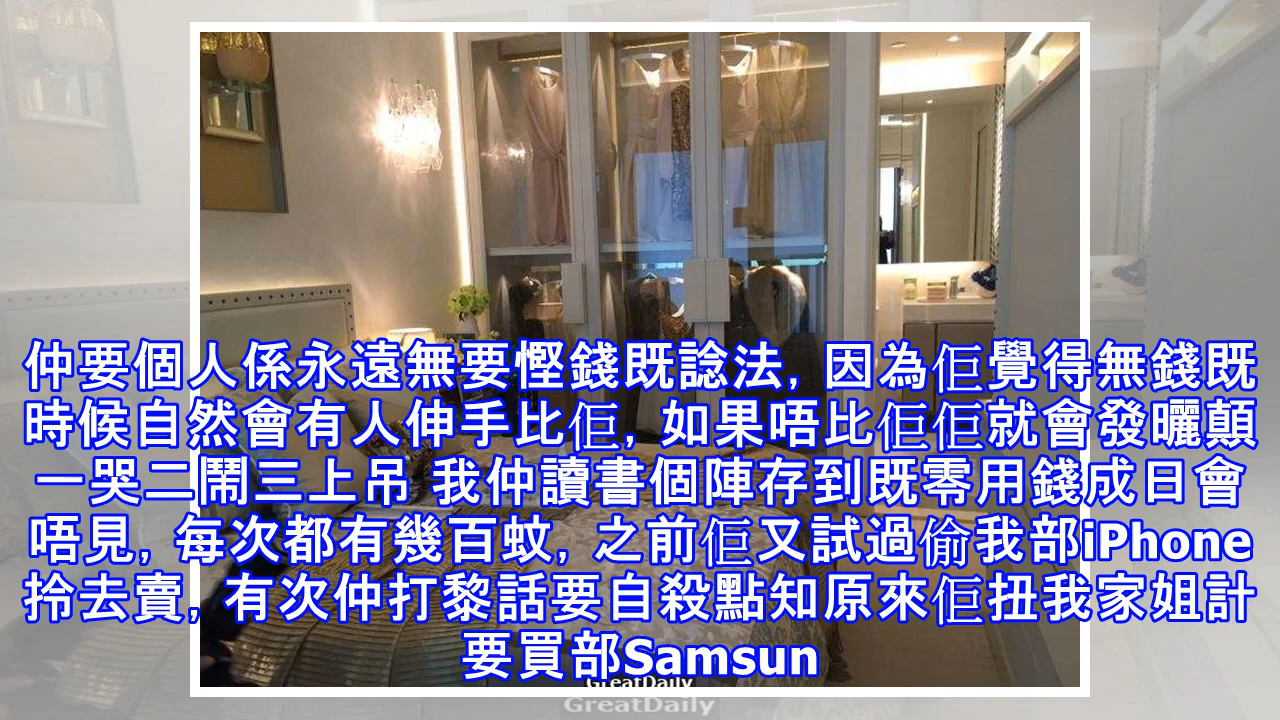 仲要個人係永遠無要慳錢既諗法, 因為佢覺得無錢既
時候自然會有人伸手比佢, 如果唔比佢佢就會發曬顛
一哭二鬧三上吊 我仲讀書個陣存到既零用錢成日會
唔見, 每次都有幾百蚊, 之前佢又試過偷我部iPhone
拎去賣, 有次仲打黎話要自殺點知原來佢扭我家姐計
要買部Samsun
GreatDaily
GreatDaily